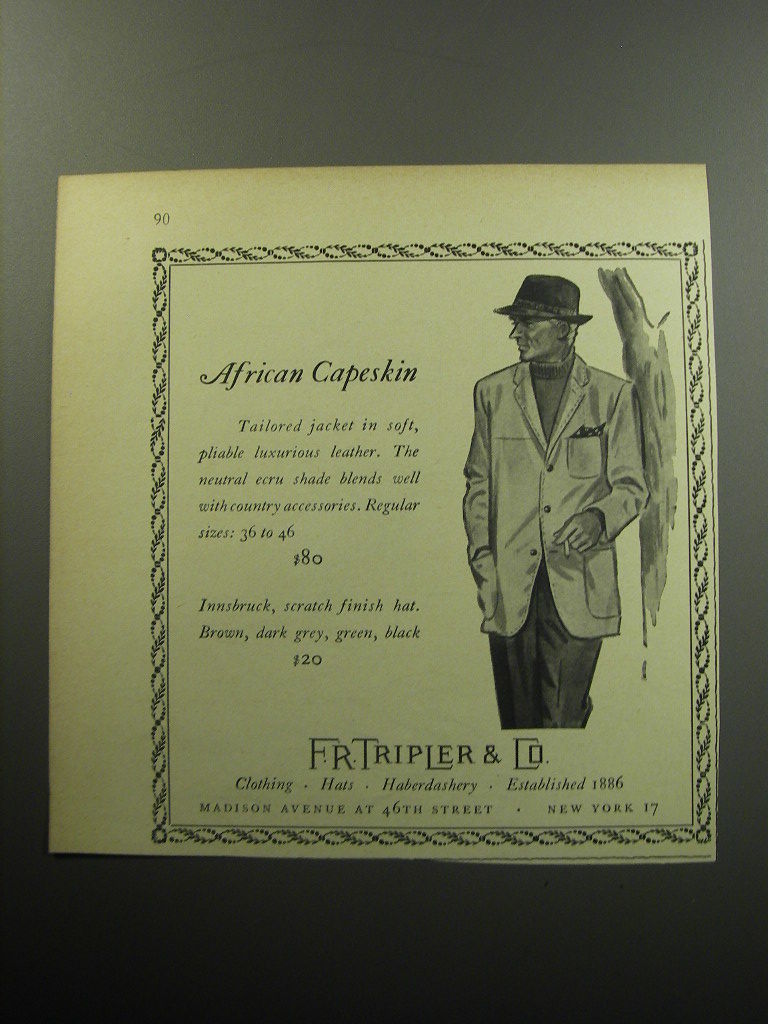 90
African Capeskin
Tailored jacket in soft,
pliable luxurious leather. The
neutral ecru shade blends well
with country accessories. Regular
sizes: 36 to 46
$80
Innsbruck, scratch finish hat.
Brown, dark grey, green, black
$20
F.R. TRIPLER & CO.
Clothing · Hats · Haberdashery · Established 1886
MADISON AVENUE AT 46TH STREET · NEW YORK 17